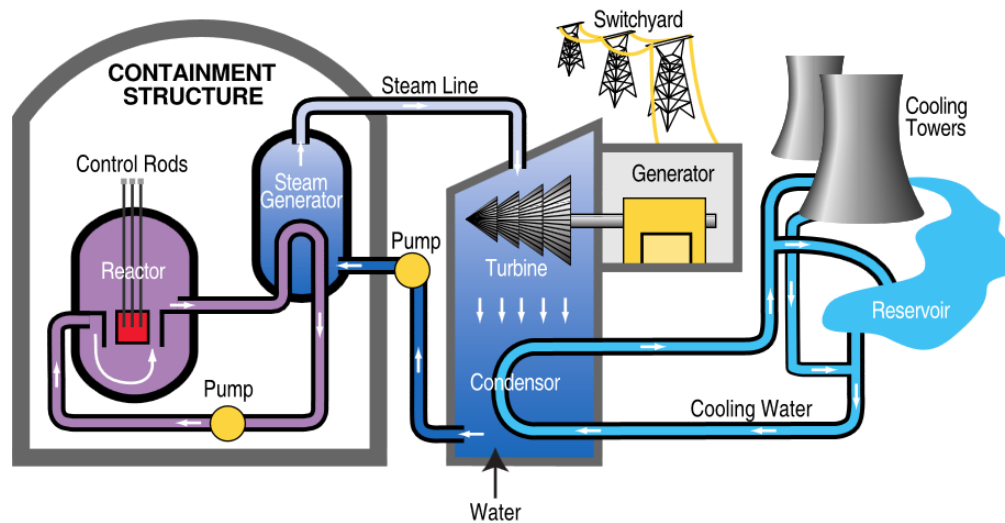 Switchyard
CONTAINMENT
STRUCTURE
Steam Line
Cooling
Towers
Control Rods
Steam
Generator
Generator
Pump
Reactor
Turbine
Reservoir
Condensor
Pump
Cooling Water
Water